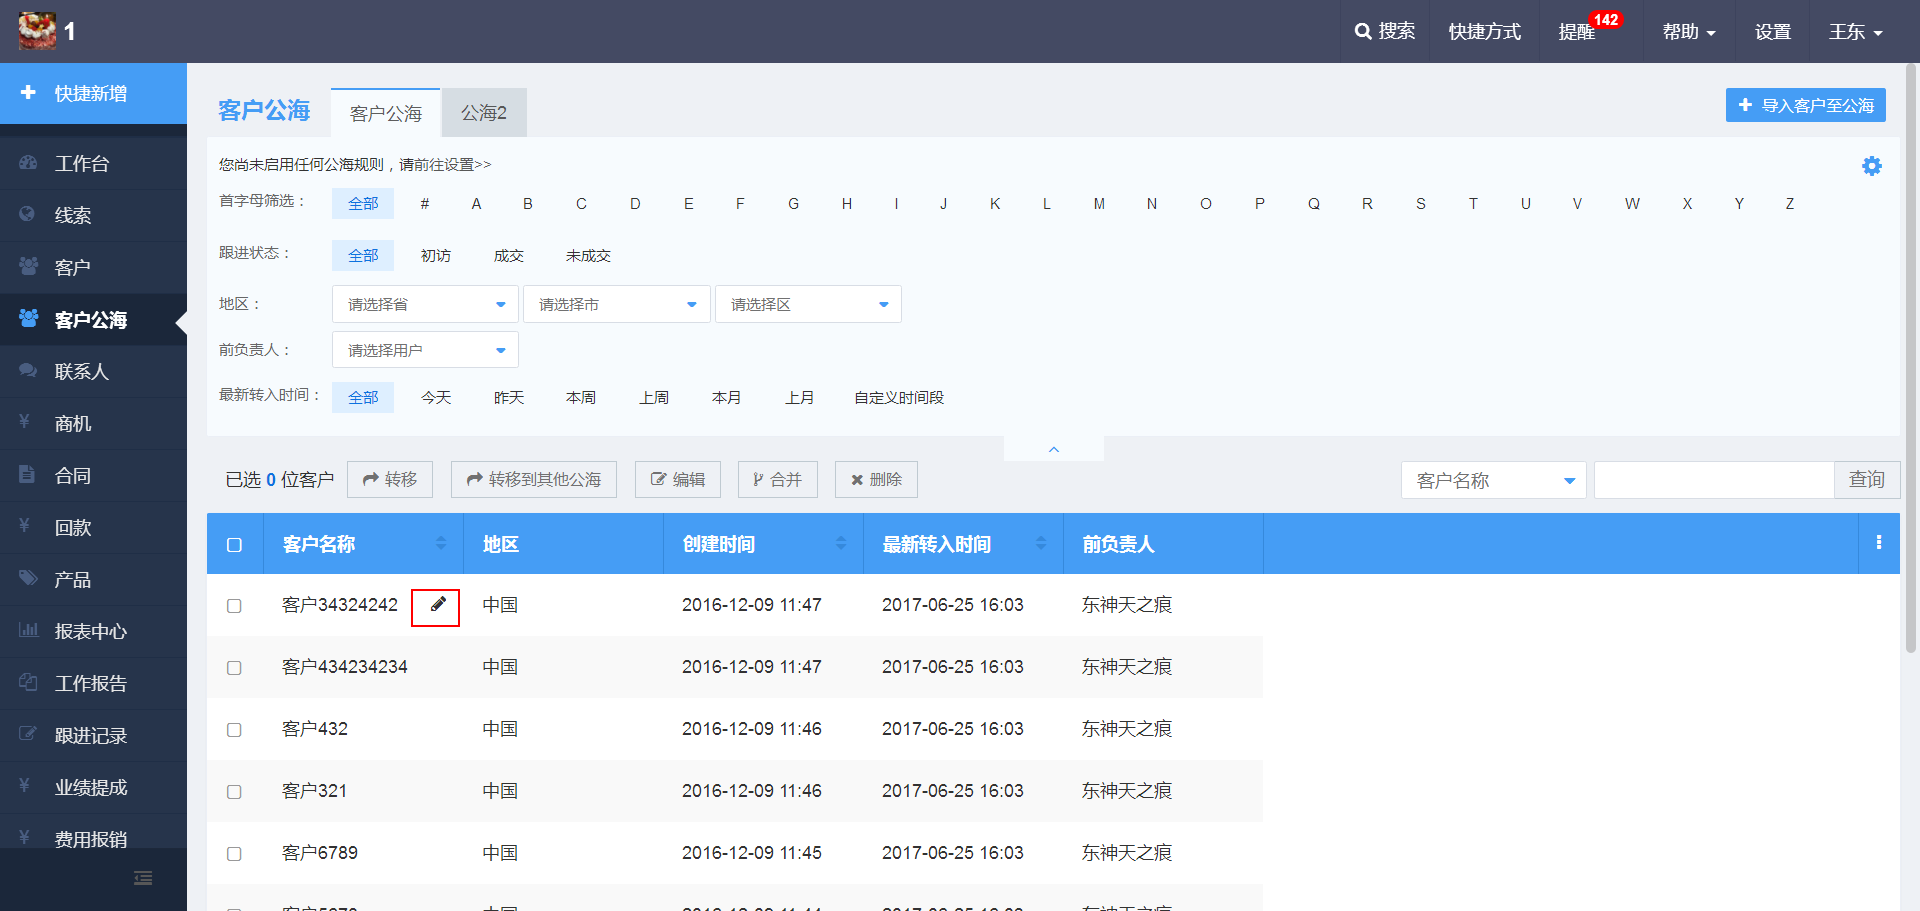 1
搜索
快捷方式
提醒
142
帮助
设置
王东
快捷新增
工作台
线索
客户
客户公海
联系人
商机
合同
回款
产品
报表中心
工作报告
跟进记录
业绩提成
费用报销
客户公海
客户公海
公海2
导入客户至公海
您尚未启用任何公海规则，请前往设置>>
首字母筛选： 全部 # A B C D E F G H I J K L M N O P Q R S T U V W X Y Z
跟进状态： 全部 初访 成交 未成交
地区： 请选择省 请选择市 请选择区
前负责人： 请选择用户
最新转入时间： 全部 今天 昨天 本周 上周 本月 上月 自定义时间段
已选 0 位客户 转移 转移到其他公海 编辑 合并 删除 客户名称 查询
客户名称 地区 创建时间 最新转入时间 前负责人
客户34324242 中国 2016-12-09 11:47 2017-06-25 16:03 东神天之痕
客户434234234 中国 2016-12-09 11:47 2017-06-25 16:03 东神天之痕
客户432 中国 2016-12-09 11:46 2017-06-25 16:03 东神天之痕
客户321 中国 2016-12-09 11:46 2017-06-25 16:03 东神天之痕
客户6789 中国 2016-12-09 11:45 2017-06-25 16:03 东神天之痕